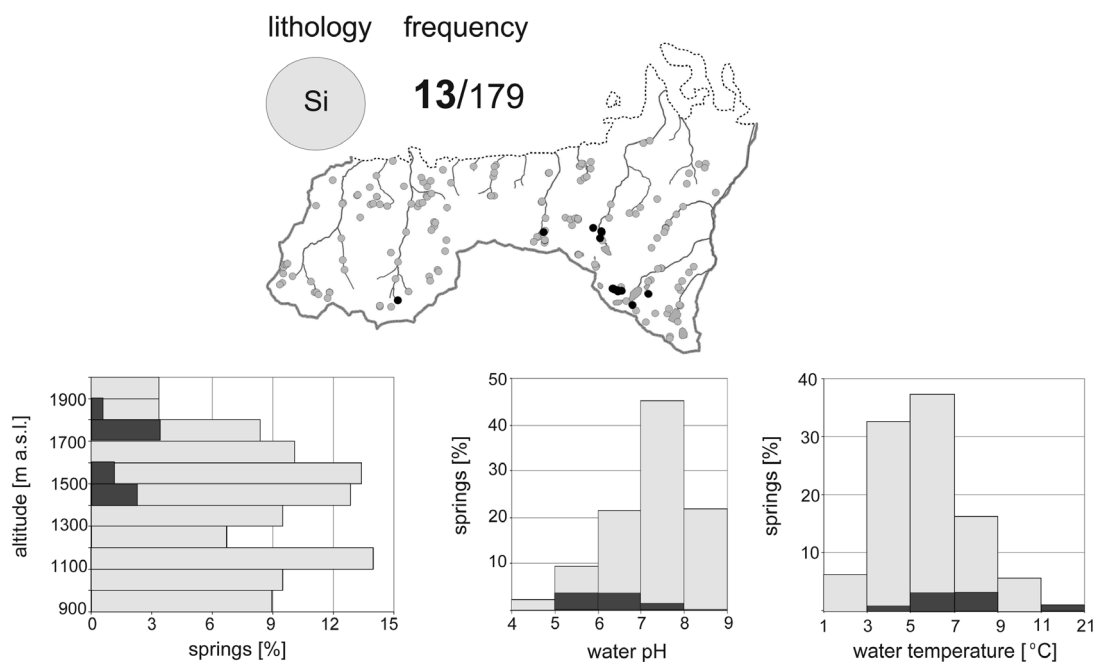 lithology frequency
Si 13/179
altitude [m a.s.l.]
1900
1700
1500
1300
1100
900
0 3 6 9 12 15
springs [%]
springs [%]
50
40
30
20
10
4 5 6 7 8 9
water pH
springs [%]
40
30
20
10
1 3 5 7 9 11 21
water temperature [°C]